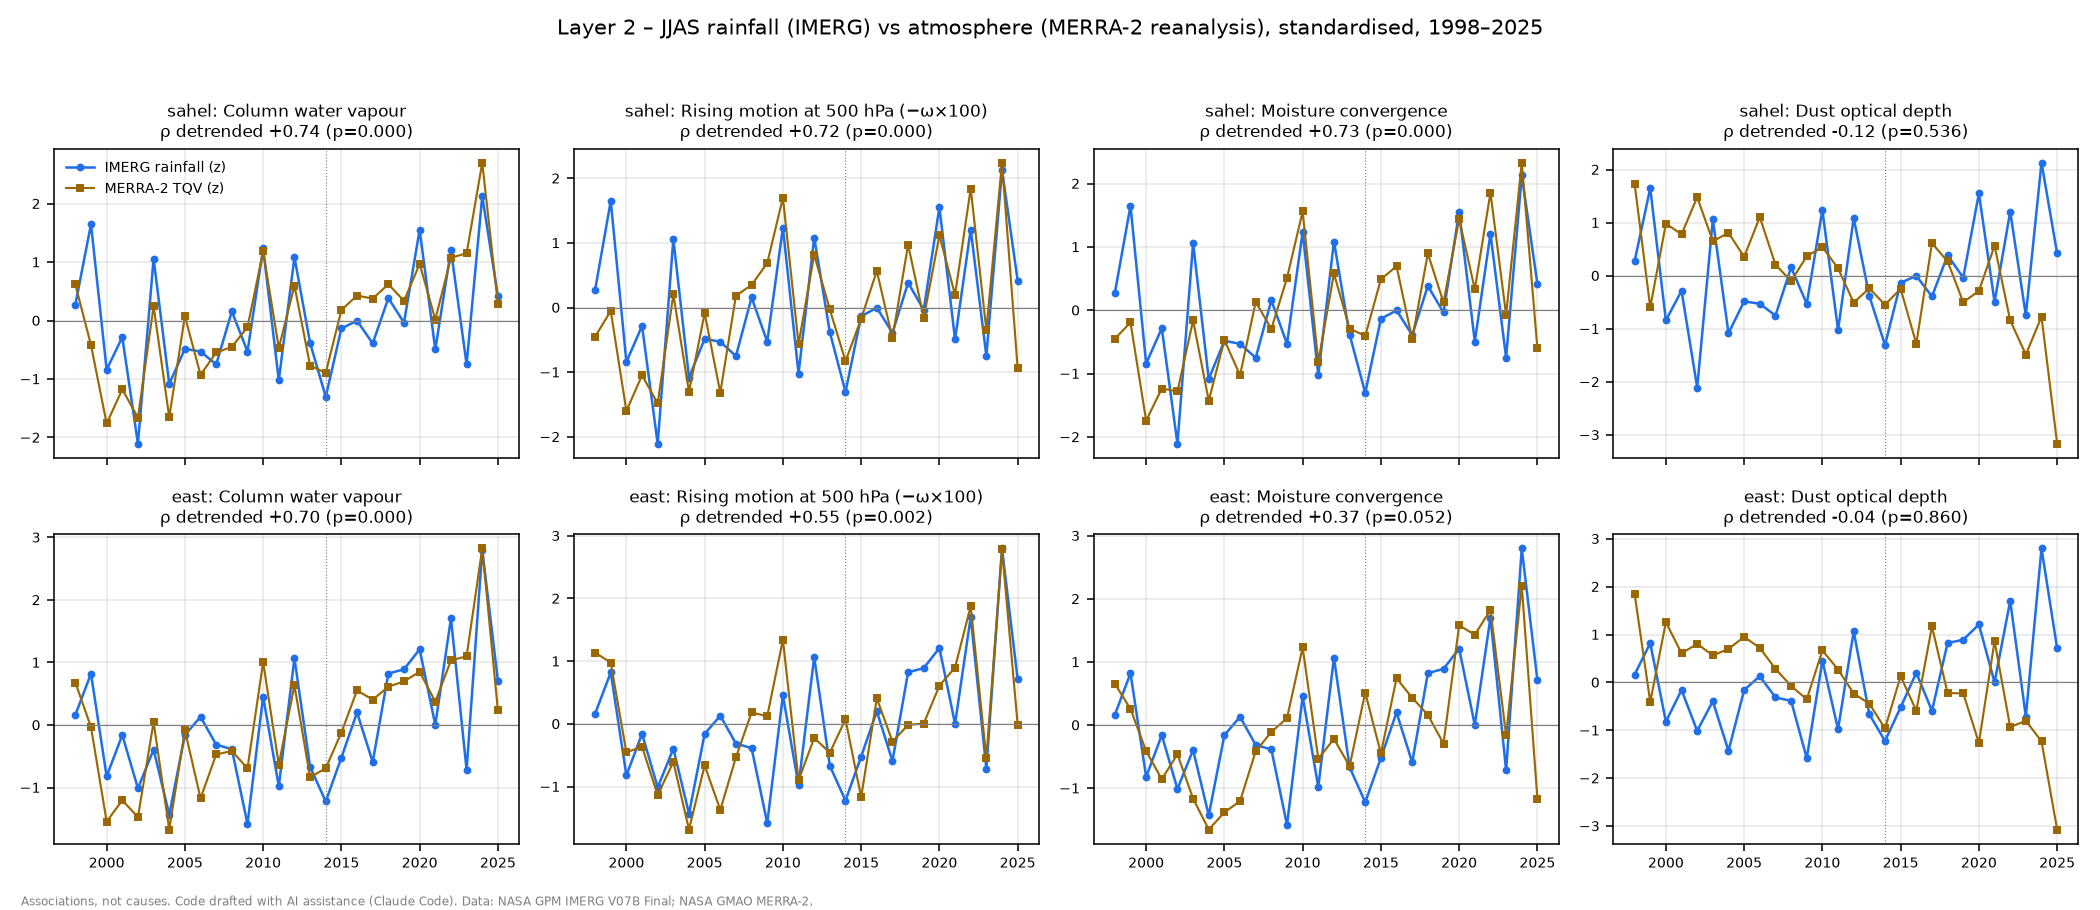 Layer 2 – JJAS rainfall (IMERG) vs atmosphere (MERRA-2 reanalysis), standardised, 1998–2025
sahel: Column water vapour
ρ detrended +0.74 (p=0.000)
IMERG rainfall (z)
MERRA-2 TQV (z)
2
1
0
−1
−2
sahel: Rising motion at 500 hPa (−ω×100)
ρ detrended +0.72 (p=0.000)
2
1
0
−1
−2
sahel: Moisture convergence
ρ detrended +0.73 (p=0.000)
2
1
0
−1
−2
sahel: Dust optical depth
ρ detrended -0.12 (p=0.536)
2
1
0
−1
−2
−3
east: Column water vapour
ρ detrended +0.70 (p=0.000)
3
2
1
0
−1
2000 2005 2010 2015 2020 2025
east: Rising motion at 500 hPa (−ω×100)
ρ detrended +0.55 (p=0.002)
3
2
1
0
−1
2000 2005 2010 2015 2020 2025
east: Moisture convergence
ρ detrended +0.37 (p=0.052)
3
2
1
0
−1
2000 2005 2010 2015 2020 2025
east: Dust optical depth
ρ detrended -0.04 (p=0.860)
3
2
1
0
−1
−2
−3
2000 2005 2010 2015 2020 2025
Associations, not causes. Code drafted with AI assistance (Claude Code). Data: NASA GPM IMERG V07B Final; NASA GMAO MERRA-2.